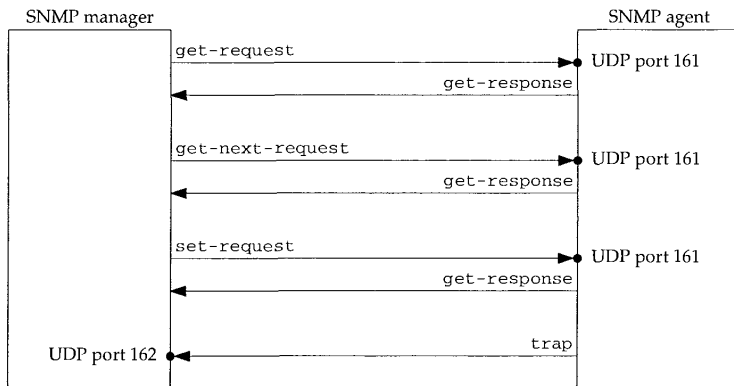 SNMP manager
SNMP agent
get-request
UDP port 161
get-response
get-next-request
UDP port 161
get-response
set-request
UDP port 161
get-response
trap
UDP port 162